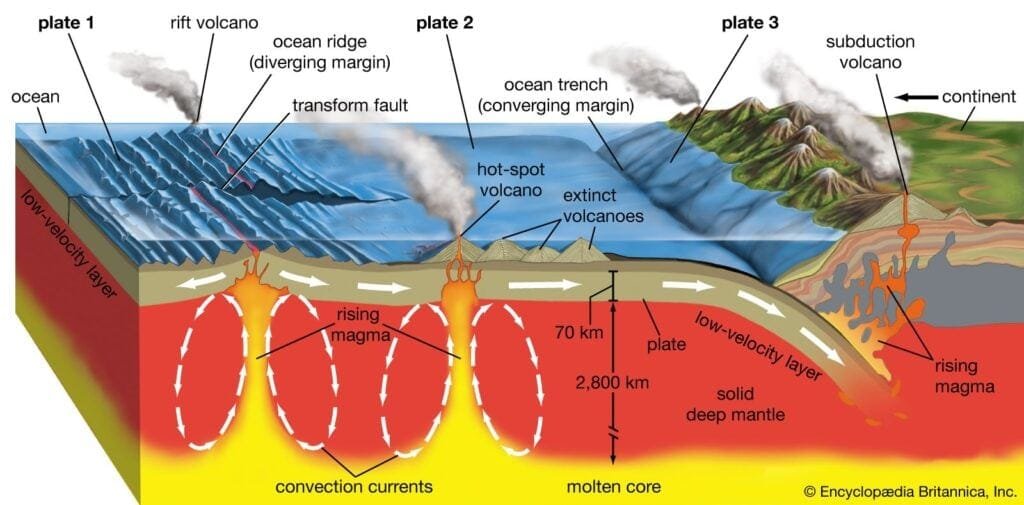 plate 1
rift volcano
plate 2
plate 3
ocean ridge
(diverging margin)
subduction
volcano
ocean
transform fault
ocean trench
(converging margin)
continent
hot-spot
volcano
extinct
volcanoes
low-velocity layer
rising
magma
70 km
plate
low-velocity layer
2,800 km
solid
deep mantle
rising
magma
convection currents
molten core
© Encyclopædia Britannica, Inc.